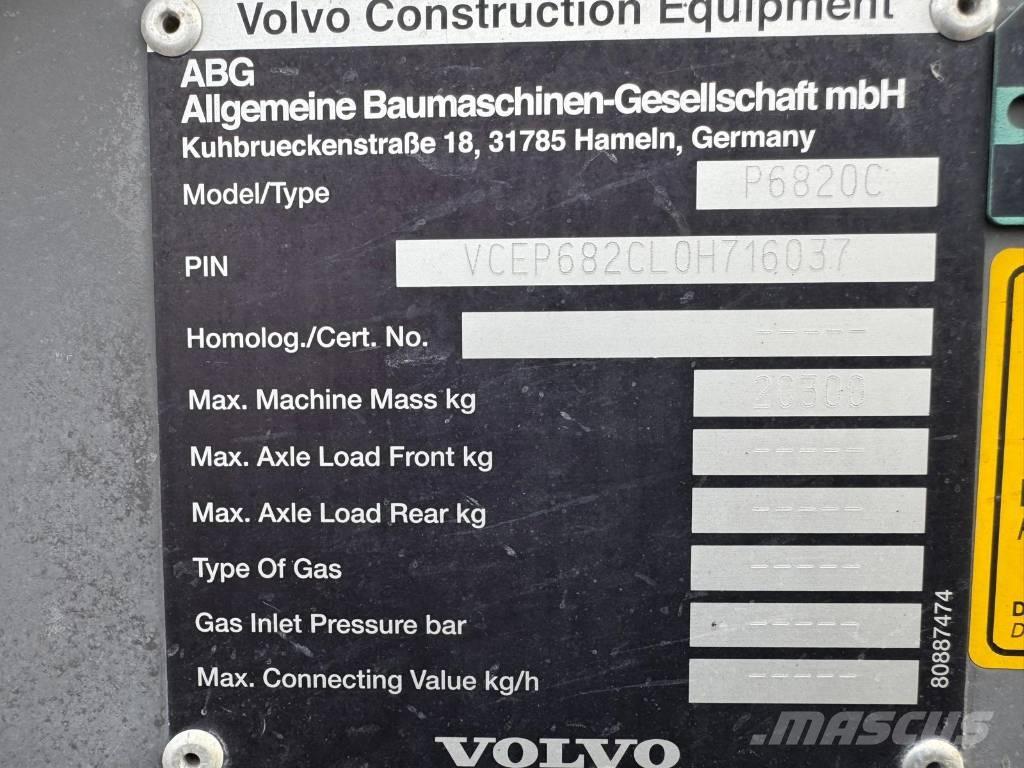 Volvo Construction Equipment
ABG
Allgemeine Baumaschinen-Gesellschaft mbH
Kuhbrueckenstraße 18, 31785 Hameln, Germany
Model/Type P6820C
PIN VCEP682CL0H716037
Homolog./Cert. No. -----
Max. Machine Mass kg 20300
Max. Axle Load Front kg -----
Max. Axle Load Rear kg -----
Type Of Gas -----
Gas Inlet Pressure bar -----
Max. Connecting Value kg/h -----
80887474
VOLVO
MASCUS